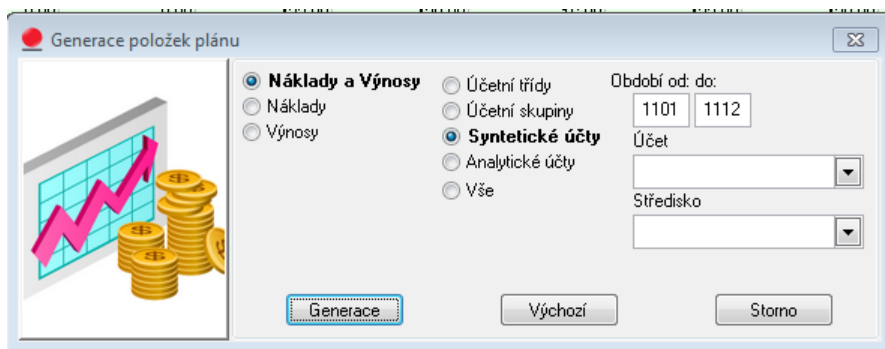 Generace položek plánu
Náklady a Výnosy
Náklady
Výnosy
Účetní třídy
Účetní skupiny
Syntetické účty
Analytické účty
Vše
Období od: do:
1101 1112
Účet
Středisko
Generace Výchozí Storno